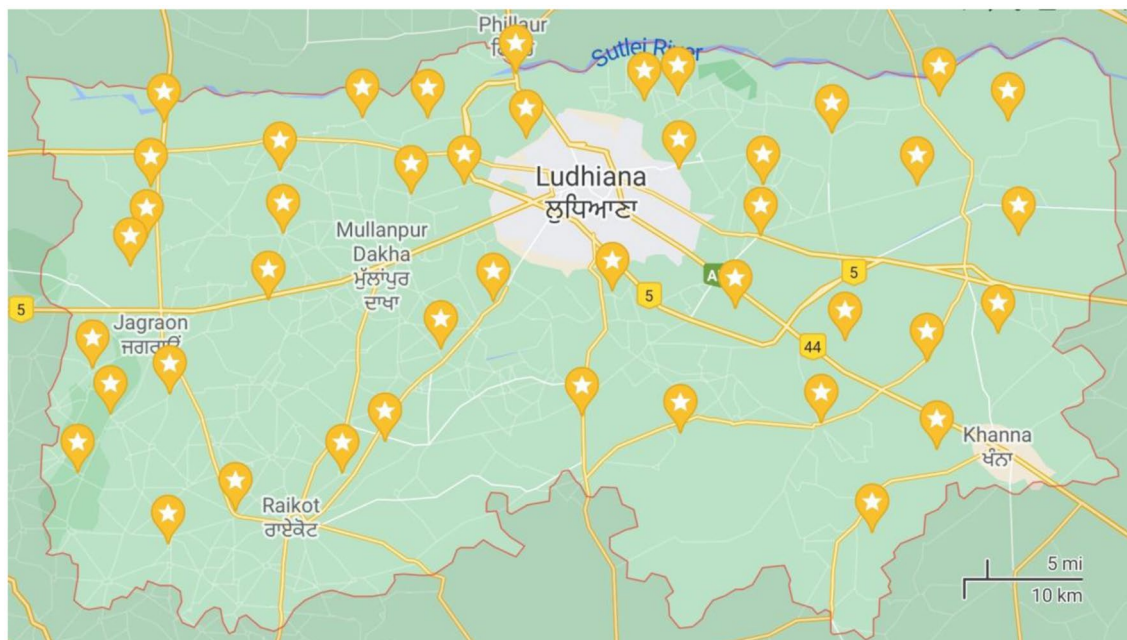 Phillaur
Sutlej River
Ludhiana
ਲੁਧਿਆਣਾ
Mullanpur
Dakha
ਮੁੱਲਾਂਪੁਰ
ਦਾਖਾ
5
5
5
Jagraon
44
Khanna
ਖੰਨਾ
Raikot
ਰਾਏਕੋਟ
5 mi
10 km